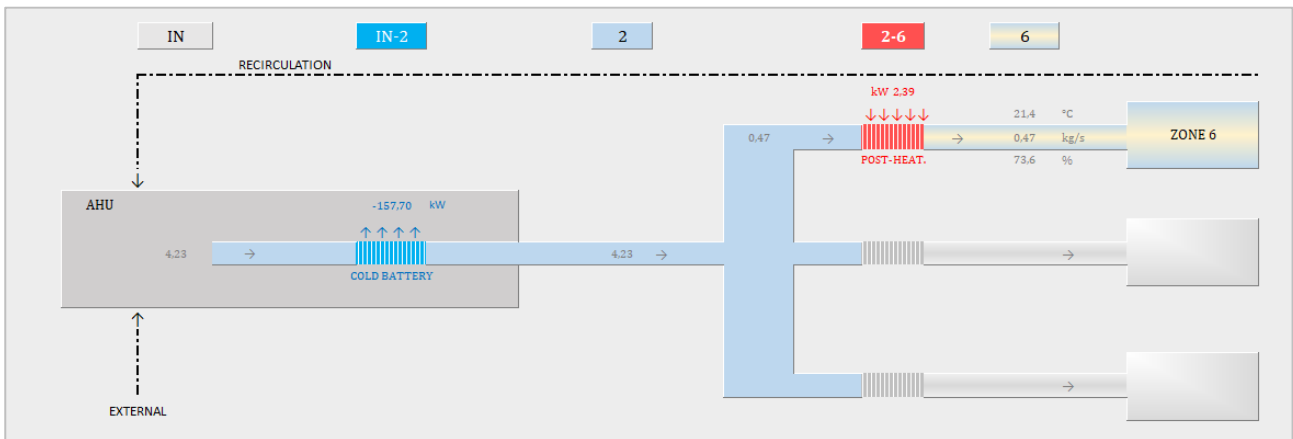 IN
IN-2
2
2-6
6
RECIRCULATION
kW 2,39
21,4 °C
0,47
→
→
0,47 kg/s
ZONE 6
POST-HEAT.
73,6 %
AHU
-157,70 kW
4,23
→
4,23 →
→
COLD BATTERY
→
EXTERNAL